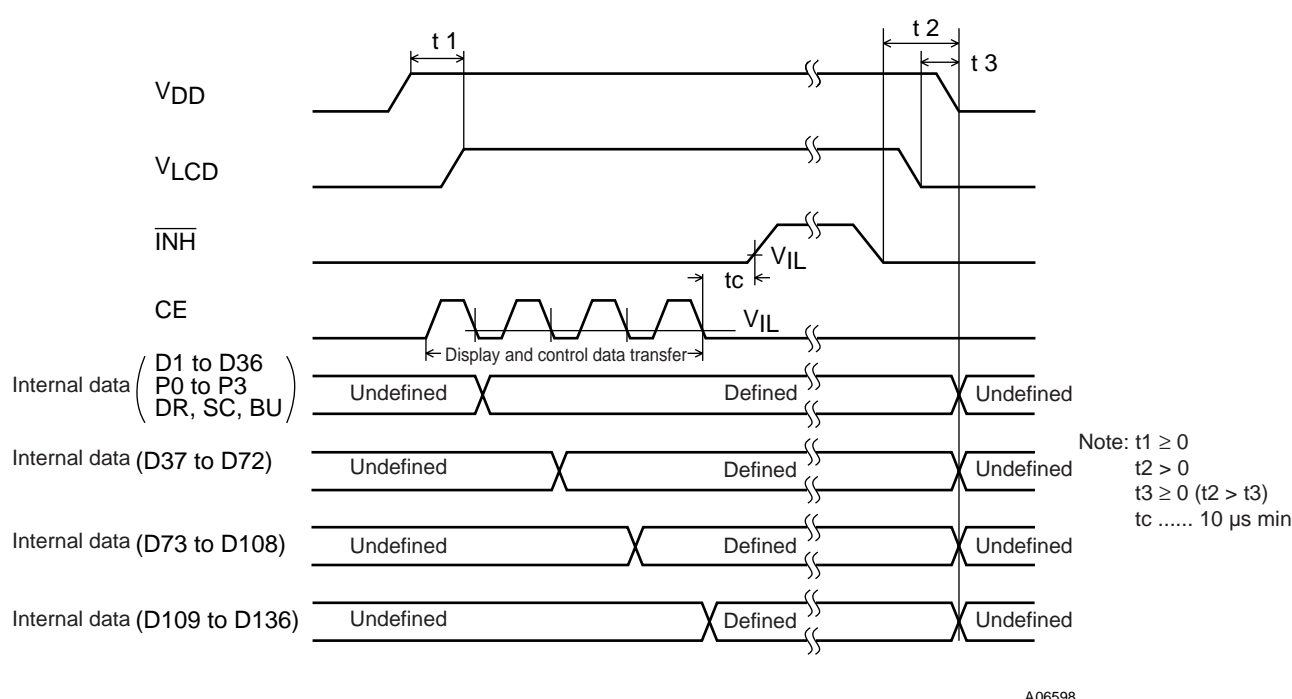 t 1
t 2
t 3
VDD
VLCD
INH
VIL
tc
CE
VIL
Display and control data transfer
Internal data (D1 to D36
P0 to P3
DR, SC, BU)
Undefined
Defined
Undefined
Internal data (D37 to D72)
Undefined
Defined
Undefined
Note: t1 ≥ 0
t2 > 0
t3 ≥ 0 (t2 > t3)
tc ...... 10 µs min
Internal data (D73 to D108)
Undefined
Defined
Undefined
Internal data (D109 to D136)
Undefined
Defined
Undefined
A06598